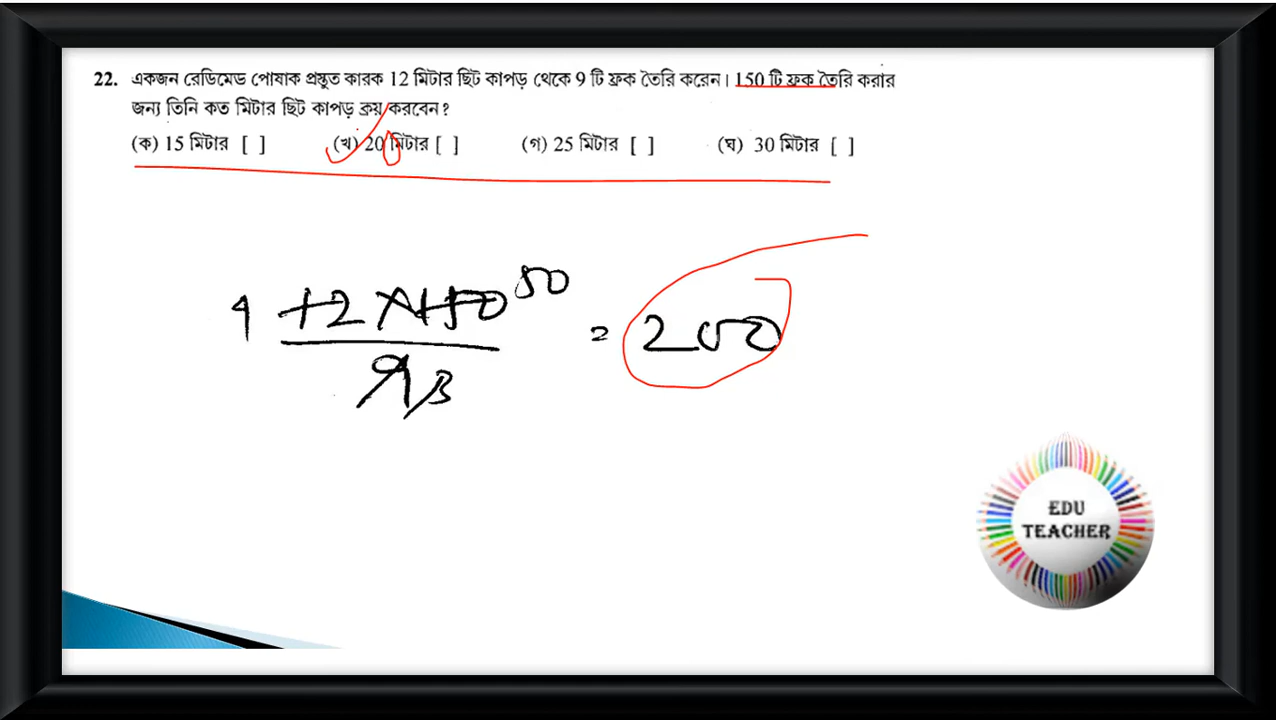 22. একজন রেডিমেড পোষাক প্রস্তুত কারক 12 মিটার ছিট কাপড় থেকে 9 টি ফ্রক তৈরি করেন। 150 টি ফ্রক তৈরি করার
জন্য তিনি কত মিটার ছিট কাপড় ক্রয় করবেন?
(ক) 15 মিটার [ ] (খ) 200 মিটার [ ] (গ) 25 মিটার [ ] (ঘ) 30 মিটার [ ]
4 12 × 150 50
9 3
= 200
EDU
TEACHER